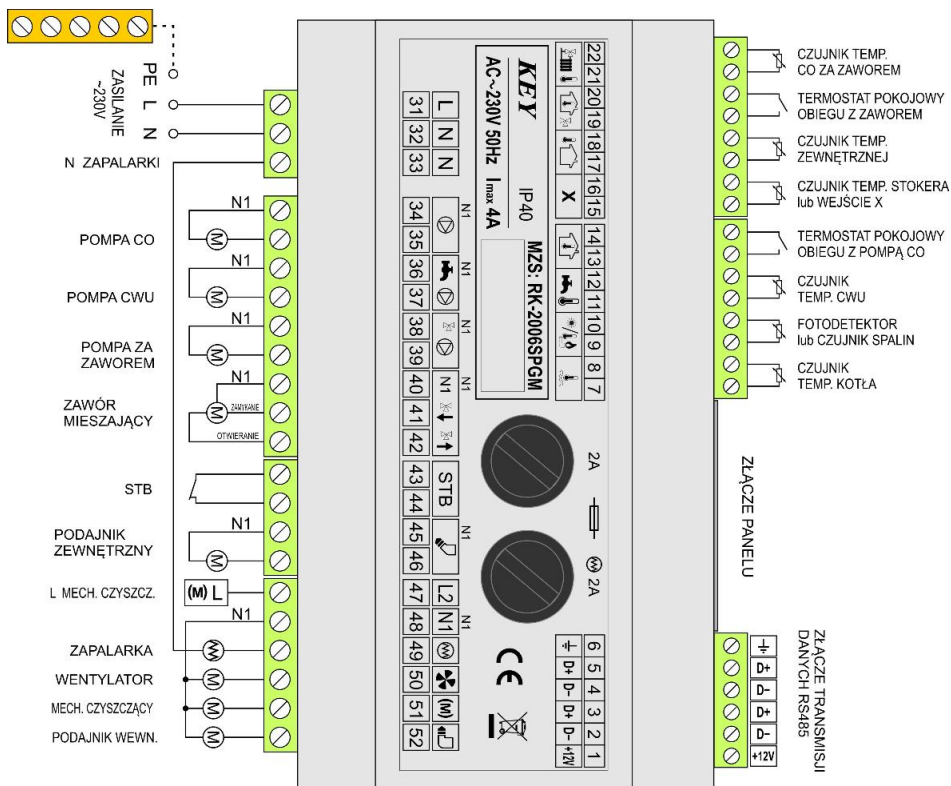 PE L N
ZASILANIE
~230V
N ZAPALARKI
N1
POMPA CO
M
N1
POMPA CWU
M
N1
POMPA ZA
ZAWOREM
M
N1
ZAWÓR
MIESZAJĄCY
M
ZAMYKANIE
OTWIERANIE
STB
N1
PODAJNIK
ZEWNĘTRZNY
M
L MECH. CZYSZCZ.
(M) L
N1
ZAPALARKA
WENTYLATOR
M
MECH. CZYSZCZĄCY
M
PODAJNIK WEWN.
M
31 L
32 N
33 N
34 N1
35
36 N1
37
38 N1
39
40 N1 N1
41
42
43 STB
44
45 N1
46
47 L2
48 N1 N1
49
50
51 (M)
52
KEY
AC~230V 50Hz Imax 4A
IP40
MZS: RK-2006SPGM
22 21 20 19 18 17 16 15
X
14 13 12 11 10 9 8 7
2A
2A
CE
6 5 4 3 2 1
D+ D- D+ D- +12V
CZUJNIK TEMP.
CO ZA ZAWOREM
TERMOSTAT POKOJOWY
OBIEGU Z ZAWOREM
CZUJNIK TEMP.
ZEWNĘTRZNEJ
CZUJNIK TEMP. STOKERA
lub WEJŚCIE X
TERMOSTAT POKOJOWY
OBIEGU Z POMPĄ CO
CZUJNIK
TEMP. CWU
FOTODETEKTOR
lub CZUJNIK SPALIN
CZUJNIK
TEMP. KOTŁA
ZŁĄCZE PANELU
ZŁĄCZE TRANSMISJI
DANYCH RS485
D+
D-
D+
D-
+12V